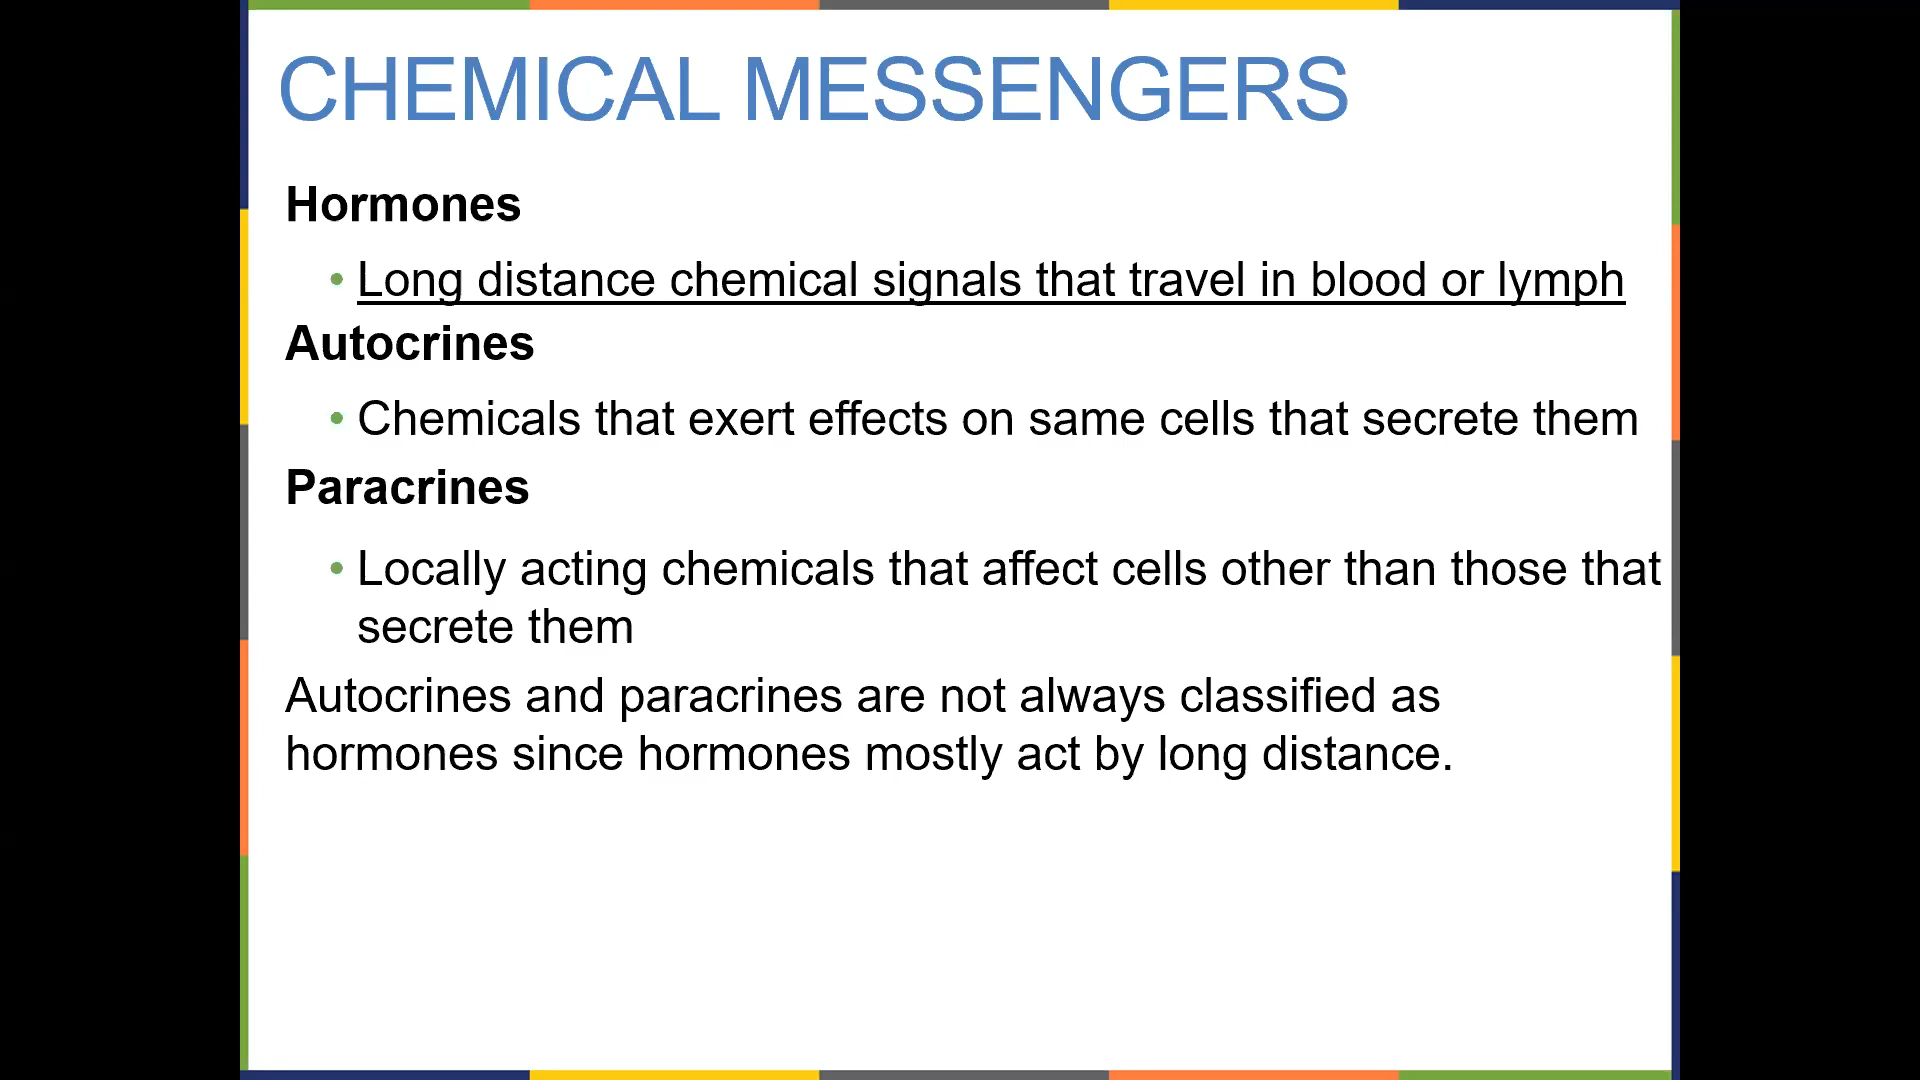 CHEMICAL MESSENGERS
Hormones
• Long distance chemical signals that travel in blood or lymph
Autocrines
• Chemicals that exert effects on same cells that secrete them
Paracrines
• Locally acting chemicals that affect cells other than those that
secrete them
Autocrines and paracrines are not always classified as
hormones since hormones mostly act by long distance.